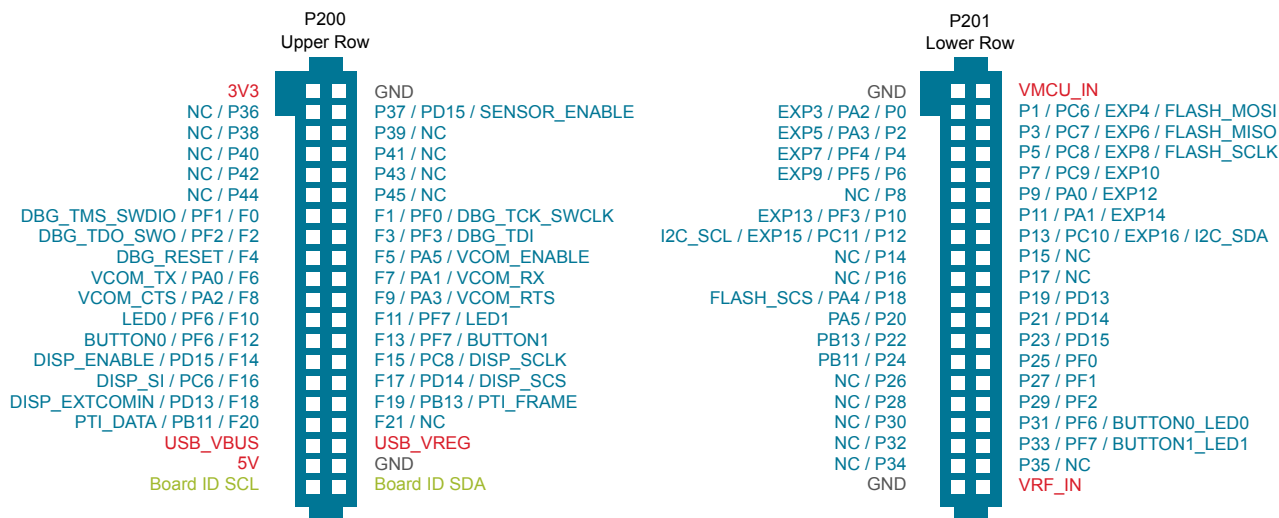 P200
Upper Row
3V3 GND
NC / P36 P37 / PD15 / SENSOR_ENABLE
NC / P38 P39 / NC
NC / P40 P41 / NC
NC / P42 P43 / NC
NC / P44 P45 / NC
DBG_TMS_SWDIO / PF1 / F0 F1 / PF0 / DBG_TCK_SWCLK
DBG_TDO_SWO / PF2 / F2 F3 / PF3 / DBG_TDI
DBG_RESET / F4 F5 / PA5 / VCOM_ENABLE
VCOM_TX / PA0 / F6 F7 / PA1 / VCOM_RX
VCOM_CTS / PA2 / F8 F9 / PA3 / VCOM_RTS
LED0 / PF6 / F10 F11 / PF7 / LED1
BUTTON0 / PF6 / F12 F13 / PF7 / BUTTON1
DISP_ENABLE / PD15 / F14 F15 / PC8 / DISP_SCLK
DISP_SI / PC6 / F16 F17 / PD14 / DISP_SCS
DISP_EXTCOMIN / PD13 / F18 F19 / PB13 / PTI_FRAME
PTI_DATA / PB11 / F20 F21 / NC
USB_VBUS USB_VREG
5V GND
Board ID SCL Board ID SDA
P201
Lower Row
GND VMCU_IN
EXP3 / PA2 / P0 P1 / PC6 / EXP4 / FLASH_MOSI
EXP5 / PA3 / P2 P3 / PC7 / EXP6 / FLASH_MISO
EXP7 / PF4 / P4 P5 / PC8 / EXP8 / FLASH_SCLK
EXP9 / PF5 / P6 P7 / PC9 / EXP10
NC / P8 P9 / PA0 / EXP12
EXP13 / PF3 / P10 P11 / PA1 / EXP14
I2C_SCL / EXP15 / PC11 / P12 P13 / PC10 / EXP16 / I2C_SDA
NC / P14 P15 / NC
NC / P16 P17 / NC
FLASH_SCS / PA4 / P18 P19 / PD13
PA5 / P20 P21 / PD14
PB13 / P22 P23 / PD15
PB11 / P24 P25 / PF0
NC / P26 P27 / PF1
NC / P28 P29 / PF2
NC / P30 P31 / PF6 / BUTTON0_LED0
NC / P32 P33 / PF7 / BUTTON1_LED1
NC / P34 P35 / NC
GND VRF_IN